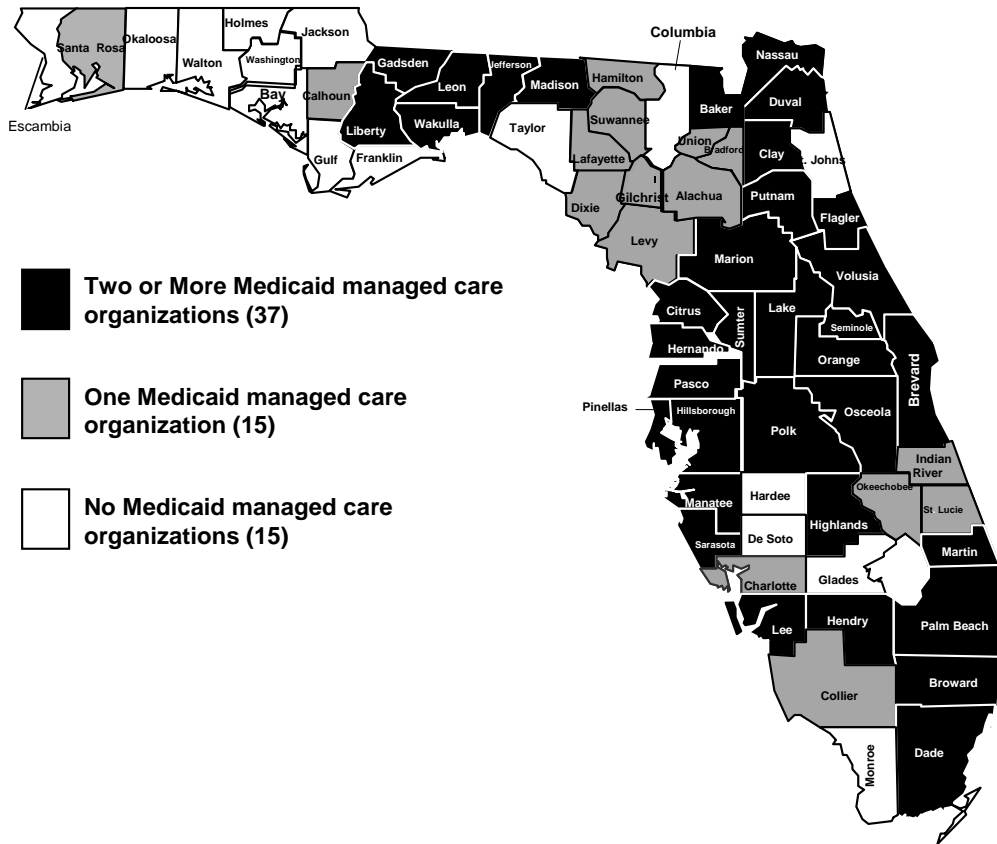 Holmes
Jackson
Okaloosa
Santa Rosa
Walton
Washington
Columbia
Nassau
Gadsden
Jefferson
Leon
Madison
Hamilton
Calhoun
Bay
Baker
Duval
Escambia
Liberty
Wakulla
Taylor
Suwannee
Union
Bradford
Clay
t. Johns
Gulf
Franklin
Lafayette
Gilchrist
Alachua
Putnam
Dixie
Flagler
Levy
Marion
Volusia
Two or More Medicaid managed care
organizations (37)
Citrus
Sumter
Lake
Seminole
Hernando
Orange
Brevard
Pasco
One Medicaid managed care
organization (15)
Pinellas
Hillsborough
Polk
Osceola
Indian
River
No Medicaid managed care
organizations (15)
Manatee
Hardee
Highlands
Okeechobee
St Lucie
Sarasota
De Soto
Martin
Charlotte
Glades
Lee
Hendry
Palm Beach
Collier
Broward
Monroe
Dade